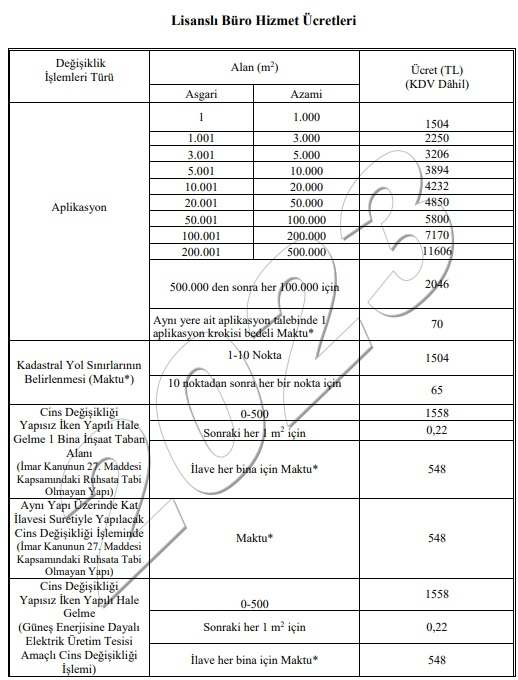 Lisanslı Büro Hizmet Ücretleri
Değişiklik
İşlemleri Türü
Alan (m²)
Ücret (TL)
(KDV Dâhil)
Asgari Azami
Aplikasyon
1 1.000 1504
1.001 3.000 2250
3.001 5.000 3206
5.001 10.000 3894
10.001 20.000 4232
20.001 50.000 4850
50.001 100.000 5800
100.001 200.000 7170
200.001 500.000 11606
500.000 den sonra her 100.000 için 2046
Aynı yere ait aplikasyon talebinde 1
aplikasyon krokisi bedeli Maktu* 70
Kadastral Yol Sınırlarının
Belirlenmesi (Maktu*)
1-10 Nokta 1504
10 noktadan sonra her bir nokta için 65
Cins Değişikliği
Yapısız İken Yapılı Hale
Gelme 1 Bina İnşaat Taban
Alanı
(İmar Kanunun 27. Maddesi
Kapsamındaki Ruhsata Tabi
Olmayan Yapı)
0-500 1558
Sonraki her 1 m² için 0,22
İlave her bina için Maktu* 548
Aynı Yapı Üzerinde Kat
İlavesi Suretiyle Yapılacak
Cins Değişikliği İşleminde
(İmar Kanunun 27. Maddesi
Kapsamındaki Ruhsata Tabi
Olmayan Yapı)
Maktu* 548
Cins Değişikliği
Yapısız İken Yapılı Hale
Gelme
(Güneş Enerjisine Dayalı
Elektrik Üretim Tesisi
Amaçlı Cins Değişikliği
İşlemi)
0-500 1558
Sonraki her 1 m² için 0,22
İlave her bina için Maktu* 548
2023